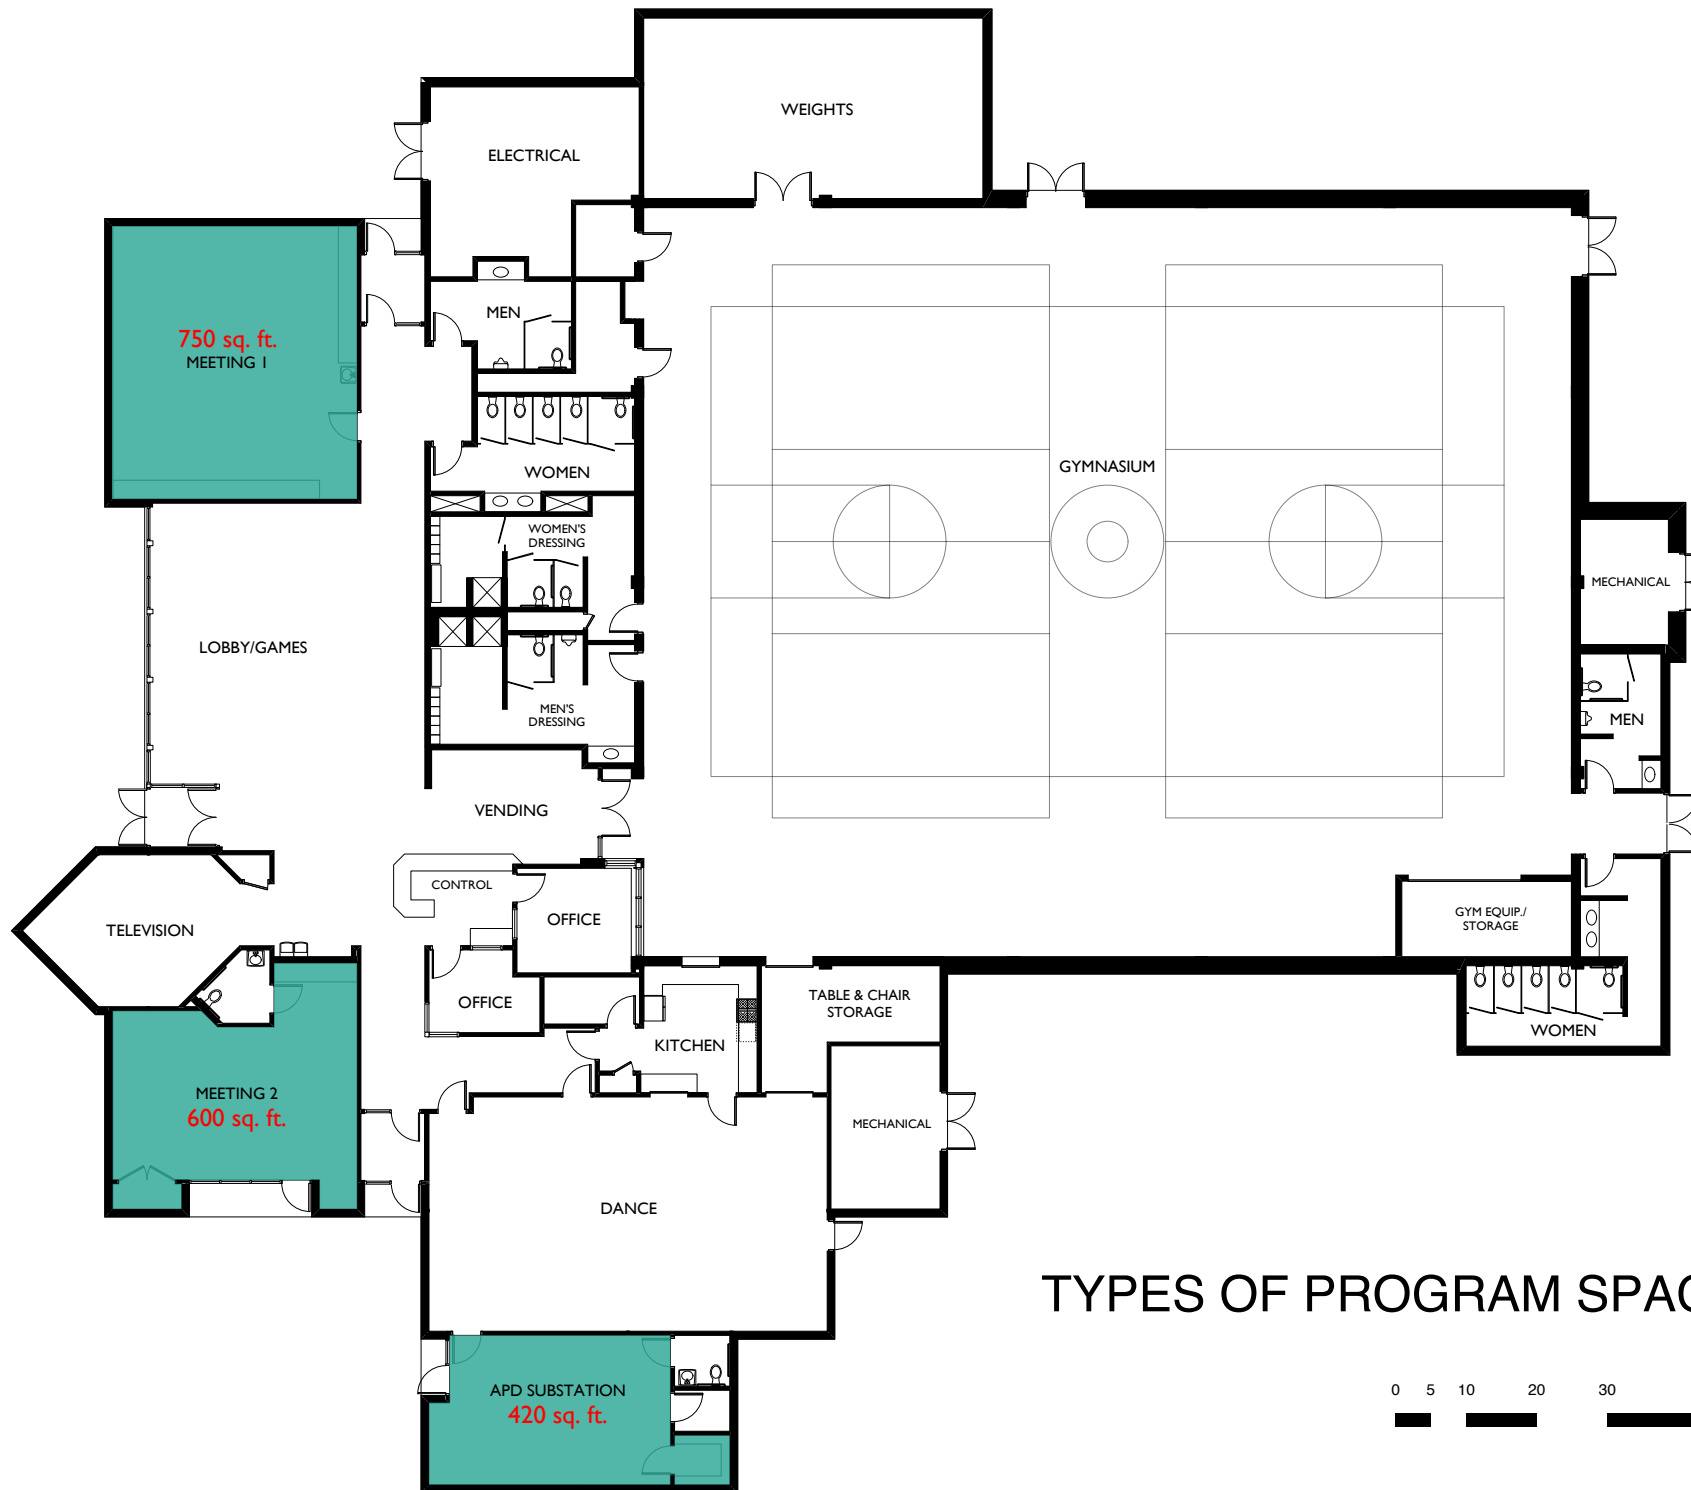 WEIGHTS
ELECTRICAL
MEN
750 sq. ft.
MEETING 1
WOMEN
GYMNASIUM
WOMEN'S
DRESSING
MECHANICAL
LOBBY/GAMES
MEN'S
DRESSING
MEN
VENDING
CONTROL
OFFICE
GYM EQUIP./
STORAGE
TELEVISION
OFFICE
TABLE & CHAIR
STORAGE
WOMEN
KITCHEN
MEETING 2
600 sq. ft.
MECHANICAL
DANCE
TYPES OF PROGRAM SPAC
APD SUBSTATION
420 sq. ft.
0 5 10 20 30